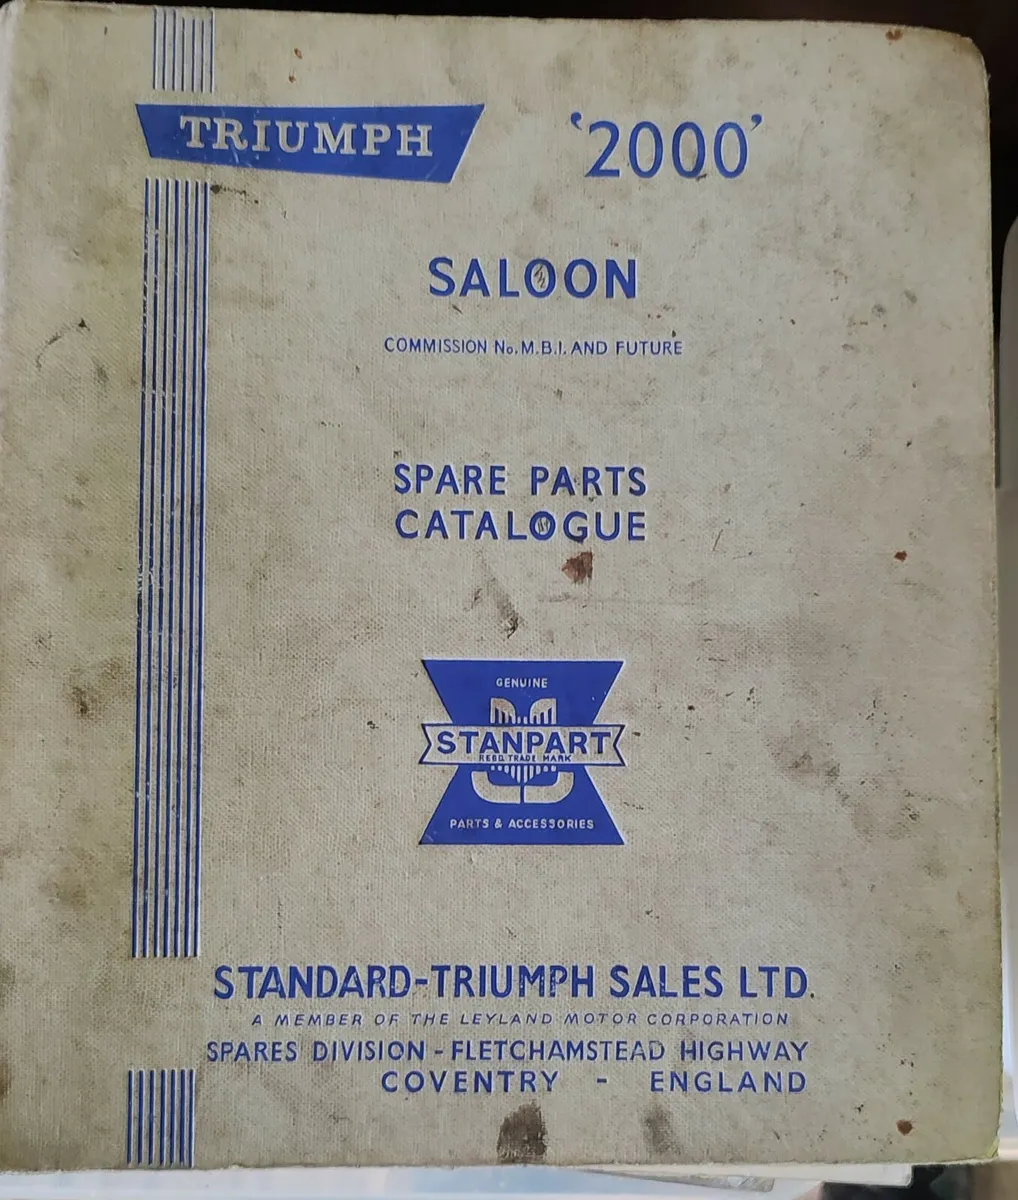 TRIUMPH
‘2000’
SALOON
COMMISSION No. M.B.1. AND FUTURE
SPARE PARTS
CATALOGUE
GENUINE
STANPART
REGD. TRADE MARK
PARTS & ACCESSORIES
STANDARD-TRIUMPH SALES LTD.
A MEMBER OF THE LEYLAND MOTOR CORPORATION
SPARES DIVISION - FLETCHAMSTEAD HIGHWAY
COVENTRY - ENGLAND